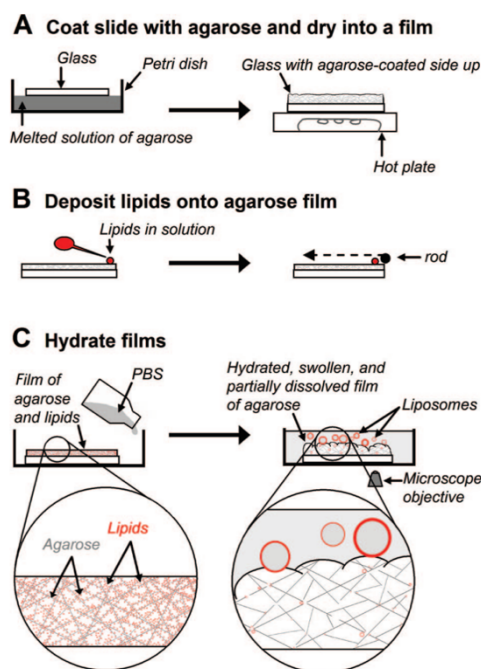 A Coat slide with agarose and dry into a film
Glass
Petri dish
Glass with agarose-coated side up
Melted solution of agarose
Hot plate
B Deposit lipids onto agarose film
Lipids in solution
rod
C Hydrate films
Film of
agarose
and lipids
PBS
Hydrated, swollen, and
partially dissolved film
of agarose
Liposomes
Microscope
objective
Lipids
Agarose